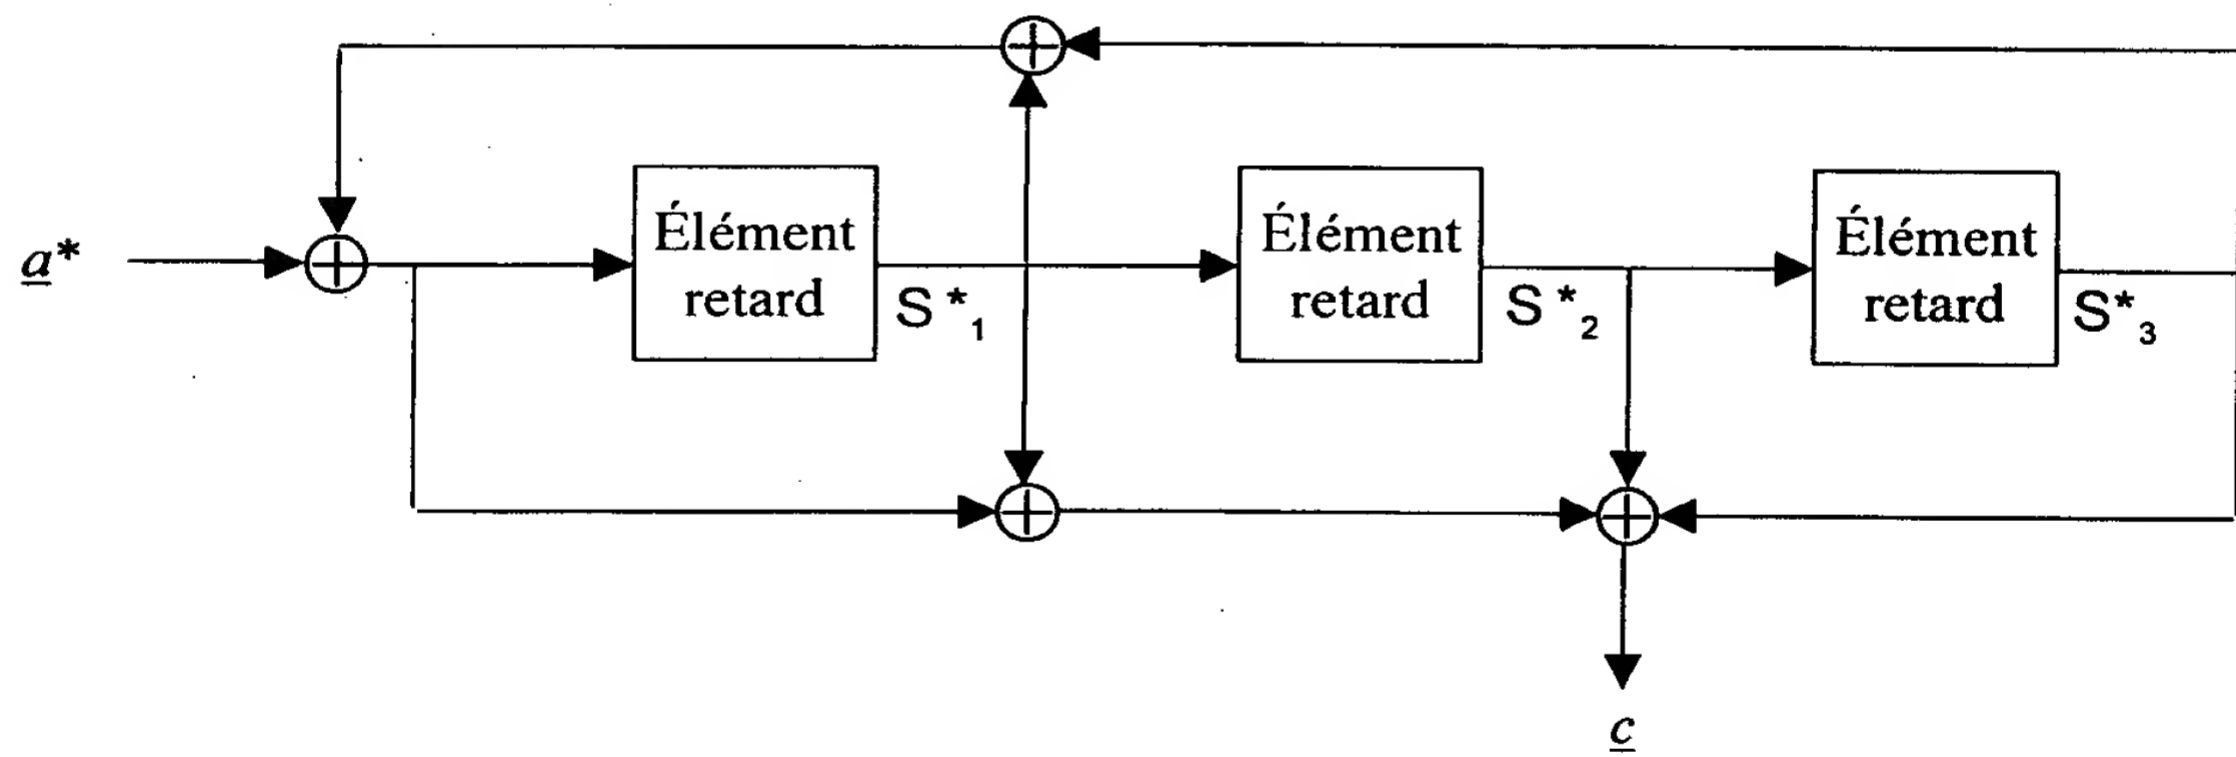 a*
Élément
retard
S*1
Élément
retard
S*2
Élément
retard
S*3
c